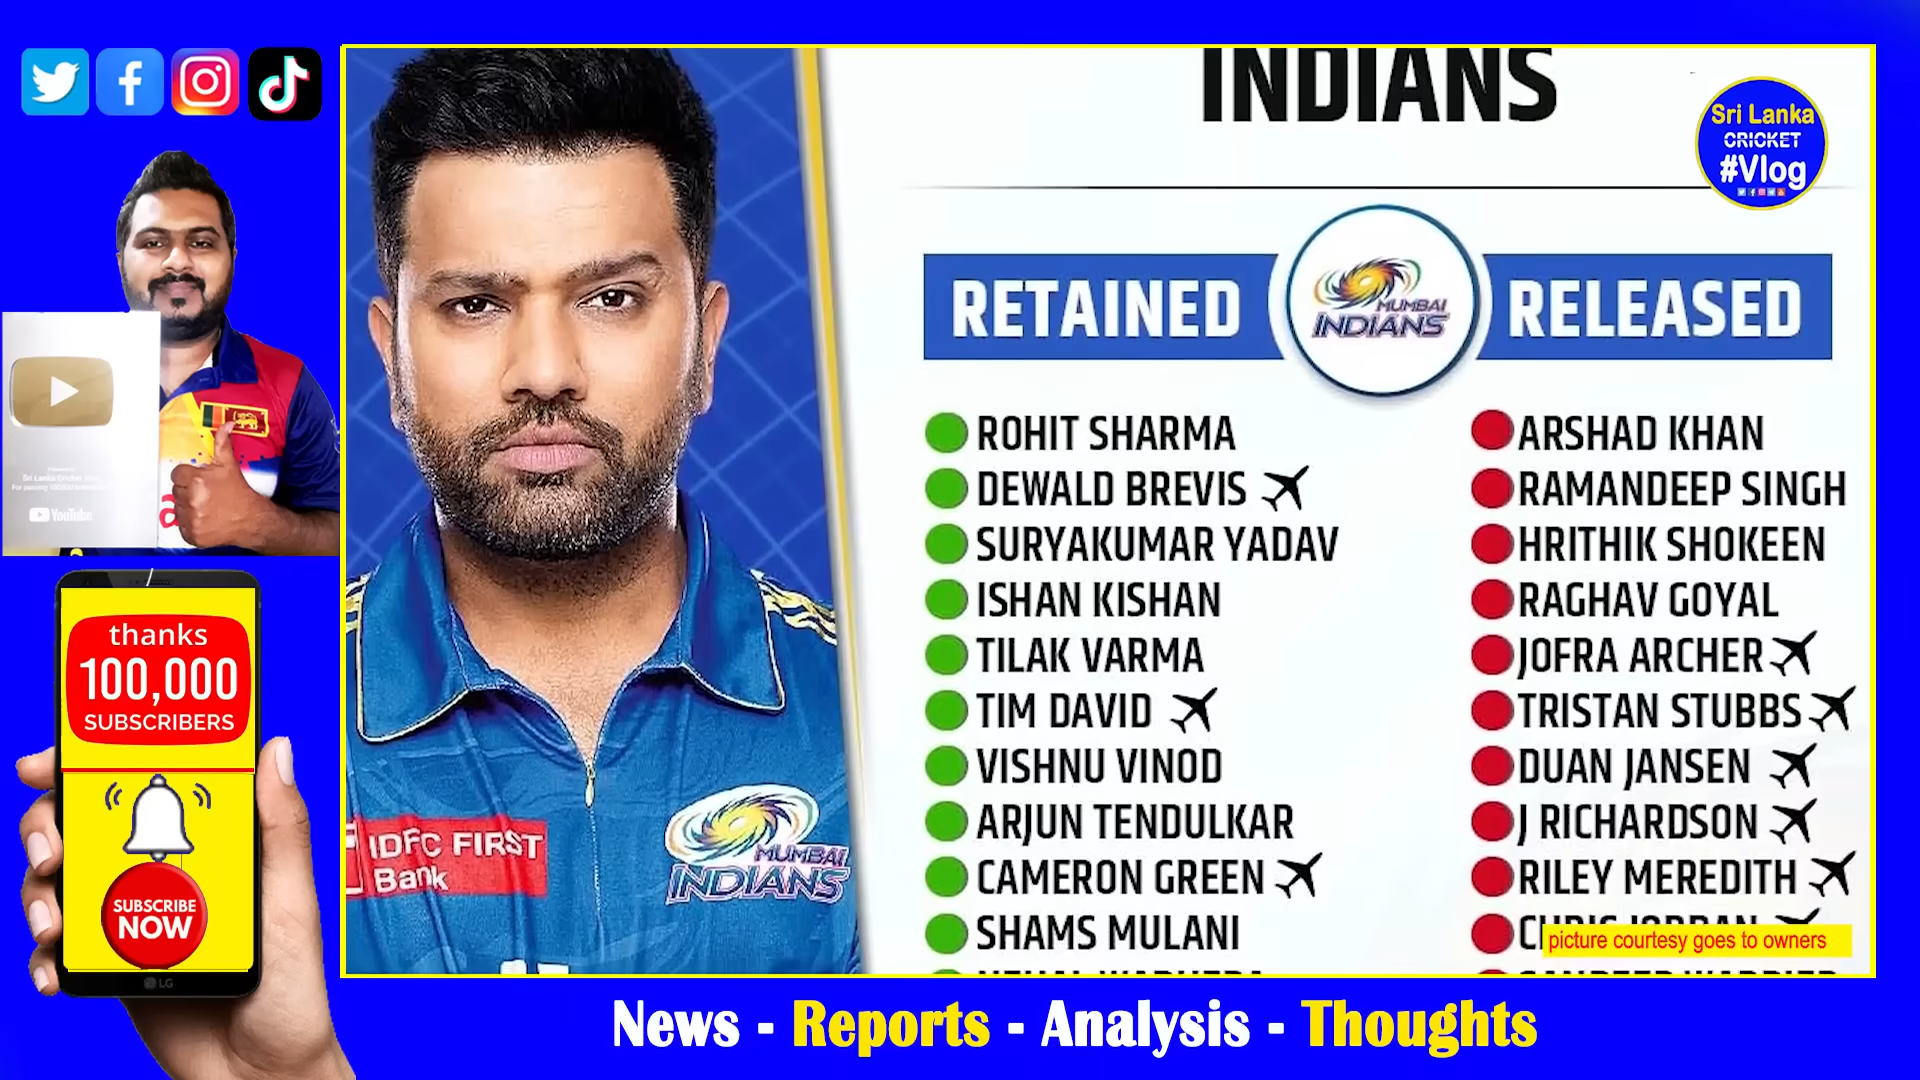 INDIANS
Sri Lanka
CRICKET
#Vlog
RETAINED
MUMBAI
INDIANS
RELEASED
ROHIT SHARMA
DEWALD BREVIS
SURYAKUMAR YADAV
ISHAN KISHAN
TILAK VARMA
TIM DAVID
VISHNU VINOD
ARJUN TENDULKAR
CAMERON GREEN
SHAMS MULANI
ARSHAD KHAN
RAMANDEEP SINGH
HRITHIK SHOKEEN
RAGHAV GOYAL
JOFRA ARCHER
TRISTAN STUBBS
DUAN JANSEN
J RICHARDSON
RILEY MEREDITH
picture courtesy goes to owners
IDFC FIRST
Bank
MUMBAI
INDIANS
Sri Lanka Cricket
YouTube
thanks
100,000
SUBSCRIBERS
SUBSCRIBE
NOW
LG
News - Reports - Analysis - Thoughts